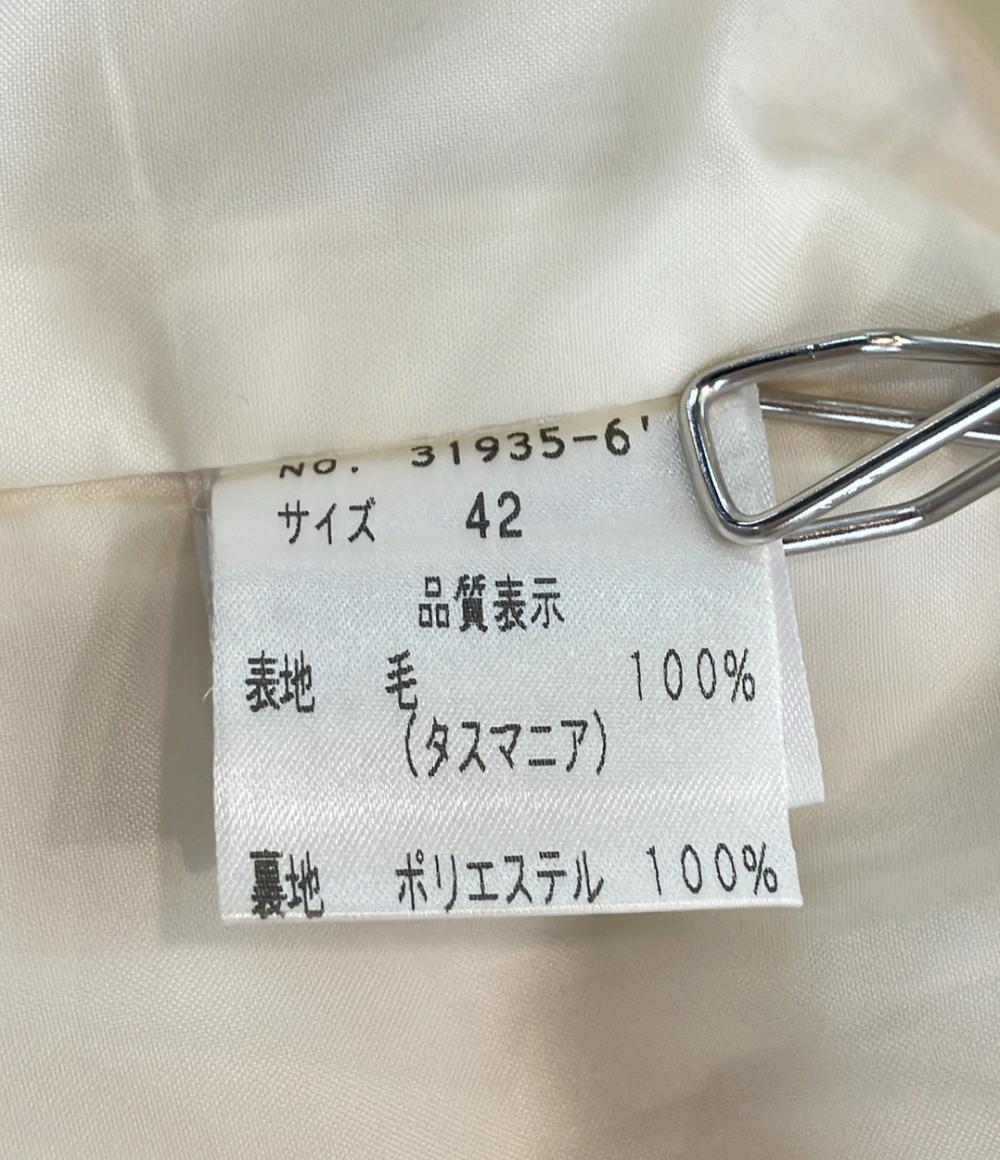 NO. 31935-6
サイズ 42
品質表示
表地 毛 100%
(タスマニア)
裏地 ポリエステル 100%